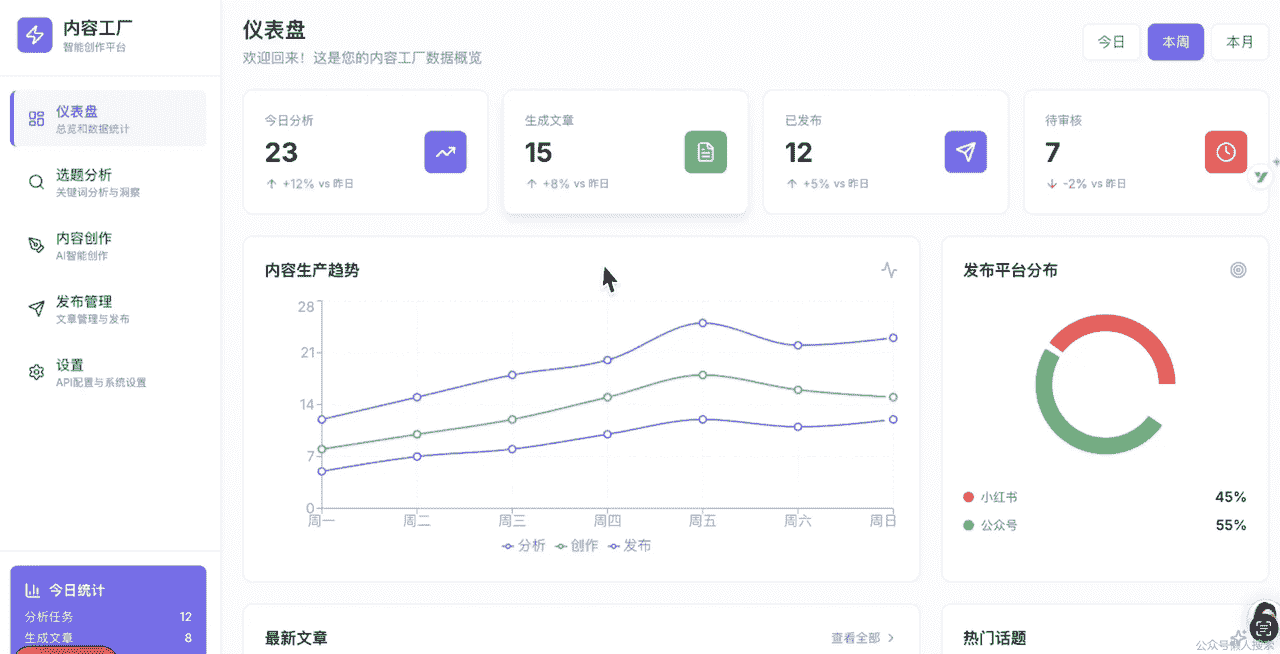 内容工厂
智能创作平台
仪表盘
总览和数据统计
选题分析
关键词分析与洞察
内容创作
AI智能创作
发布管理
文章管理与发布
设置
API配置与系统设置
今日统计
分析任务 12
生成文章 8
仪表盘
欢迎回来！这是您的内容工厂数据概览
今日 本周 本月
今日分析
23
+12% vs 昨日
生成文章
15
+8% vs 昨日
已发布
12
+5% vs 昨日
待审核
7
-2% vs 昨日
内容生产趋势
28
21
14
7
0
周一 周二 周三 周四 周五 周六 周日
分析 创作 发布
发布平台分布
小红书 45%
公众号 55%
最新文章 查看全部
热门话题